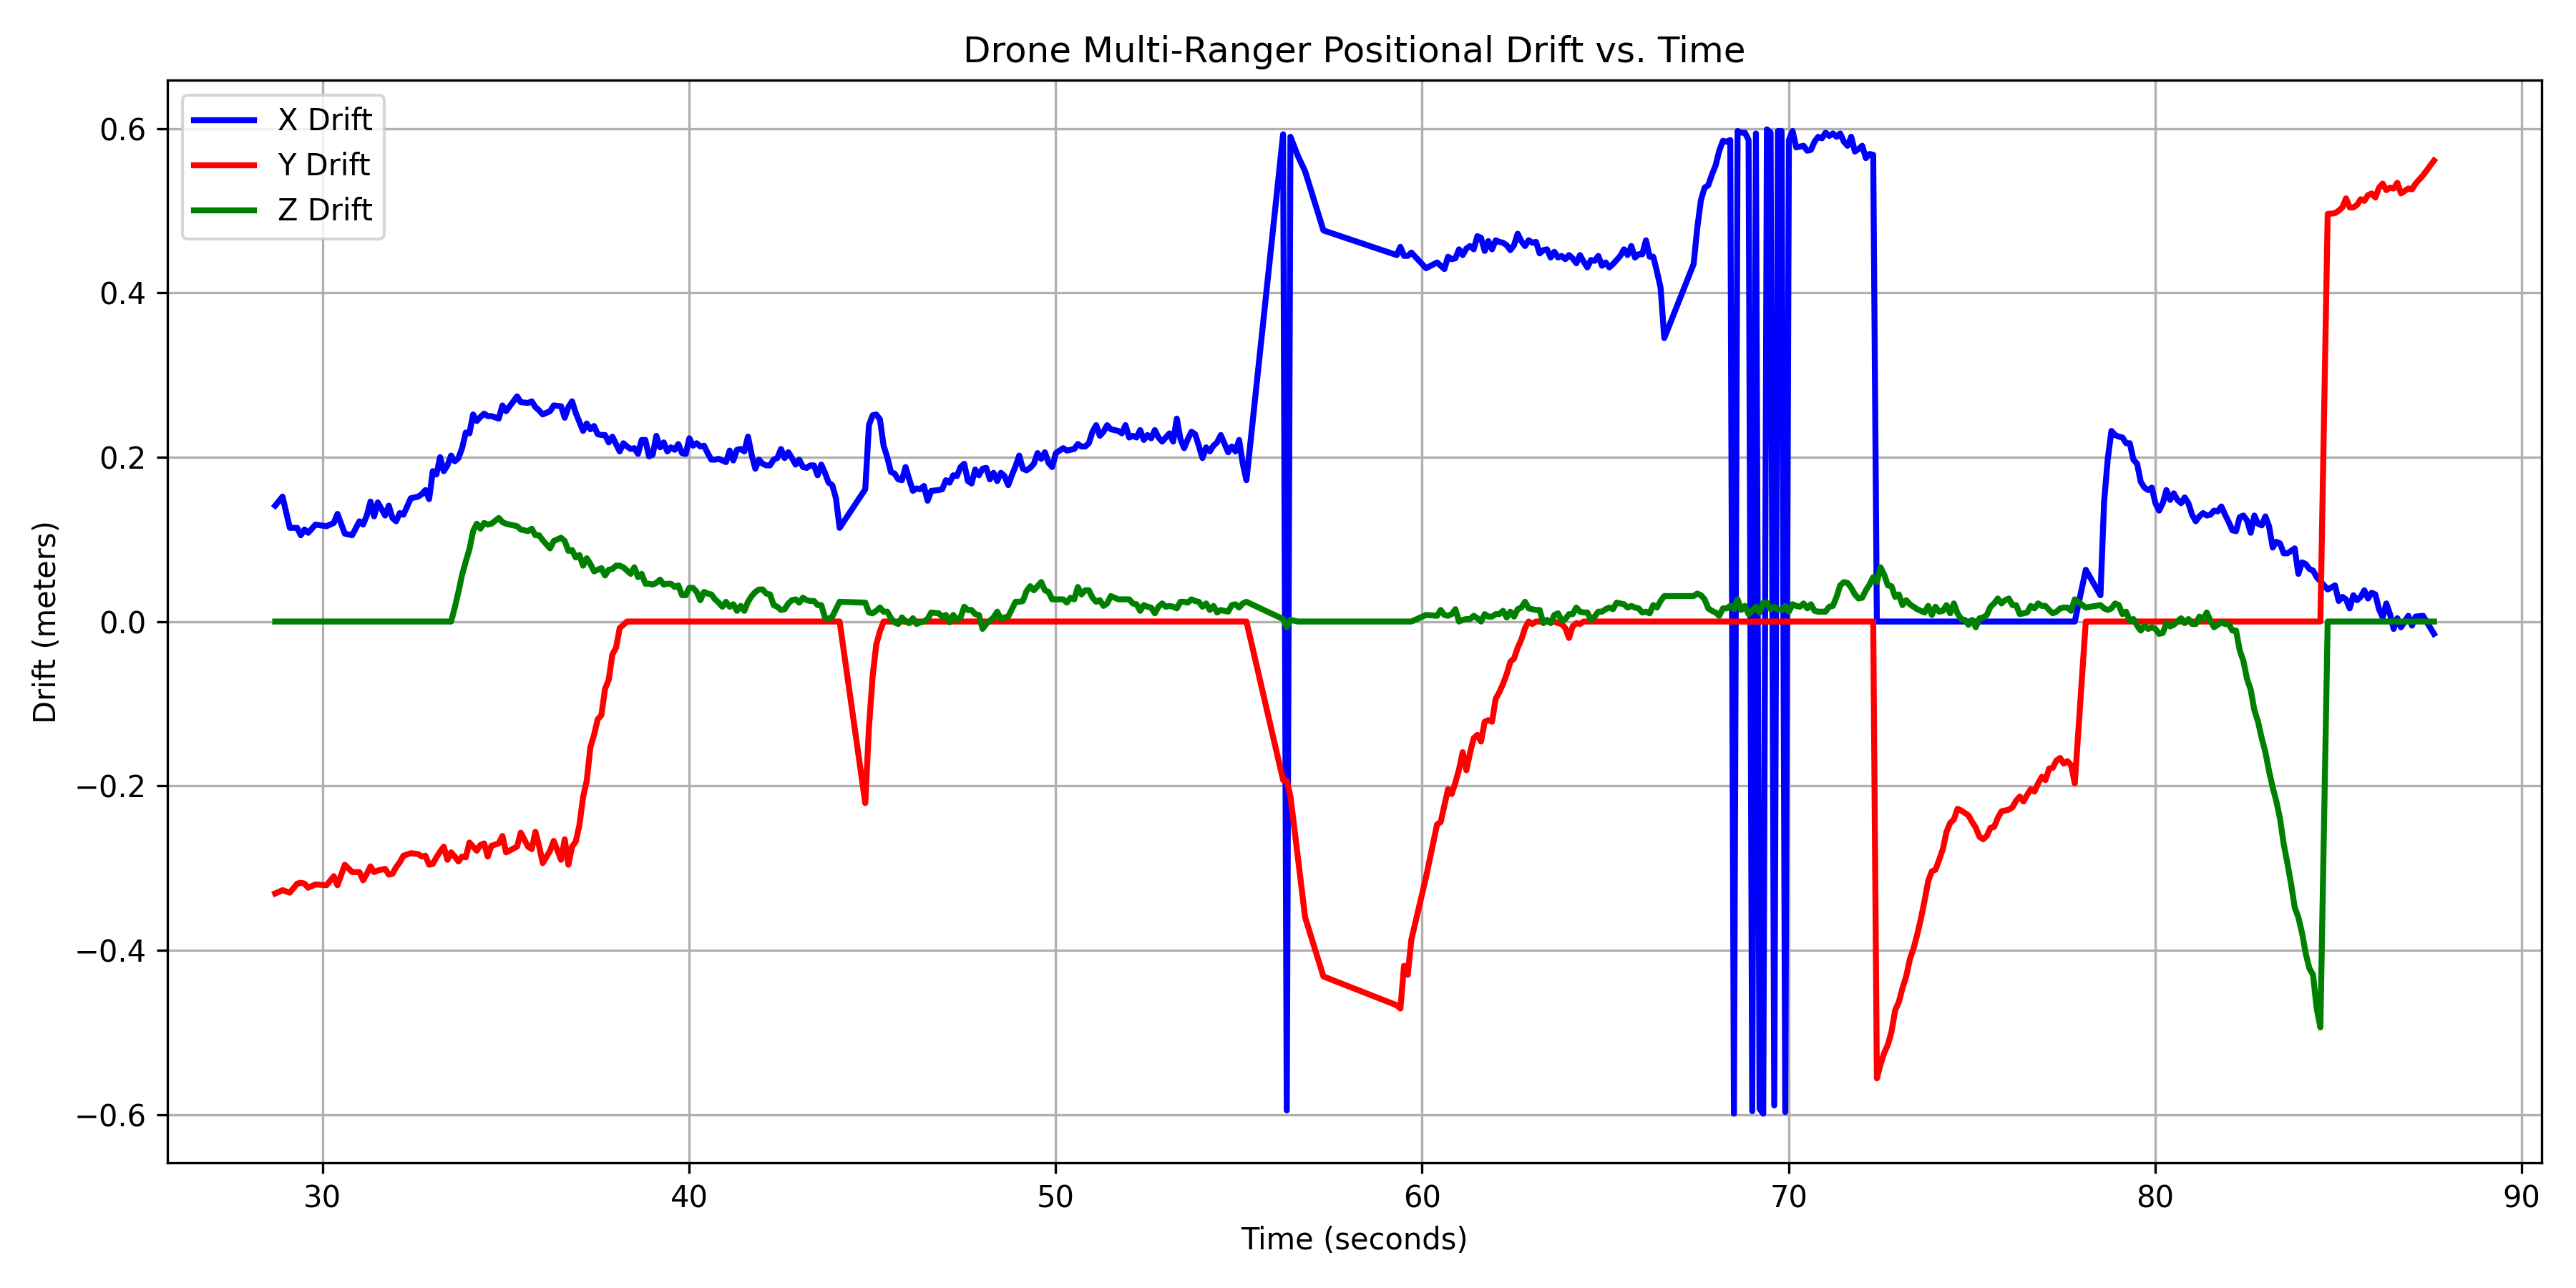 Drone Multi-Ranger Positional Drift vs. Time
X Drift
Y Drift
Z Drift
0.6
0.4
0.2
0.0
−0.2
−0.4
−0.6
Drift (meters)
30 40 50 60 70 80 90
Time (seconds)